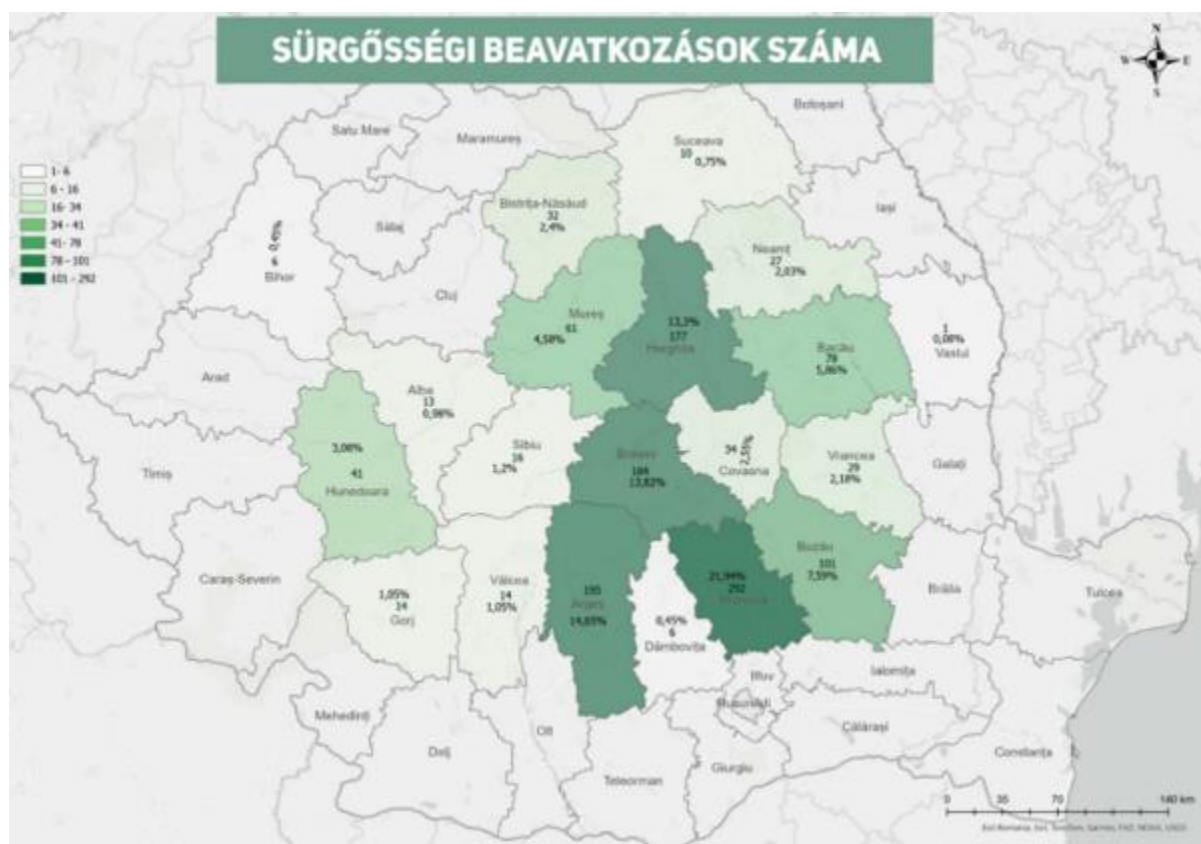 SÜRGŐSSÉGI BEAVATKOZÁSOK SZÁMA
N
W
E
S
1- 6
6 - 16
16- 34
34 - 41
41- 78
78 - 101
101 - 292
Satu Mare
Maramureș
Botoșani
Suceava
10
0,75%
Bistrița-Năsăud
32
2,4%
Sălaj
Iași
Neamț
27
2,03%
0,45%
6
Bihor
Cluj
Mureș
61
4,58%
13,3%
177
Harghita
Bacău
78
5,86%
1
0,08%
Vaslui
Arad
Alba
13
0,98%
3,08%
41
Hunedoara
Sibiu
16
1,2%
Brașov
184
13,82%
34
2,55%
Covasna
Vrancea
29
2,18%
Galați
Timiș
Caraș-Severin
1,05%
14
Gorj
Vâlcea
14
1,05%
195
Argeș
14,65%
0,45%
6
Dâmbovița
21,94%
292
Prahova
Buzău
101
7,59%
Brăila
Tulcea
Mehedinți
Dolj
Olt
Teleorman
Giurgiu
Ilfov
București
Ialomița
Călărași
Constanța
0 35 70 140 km